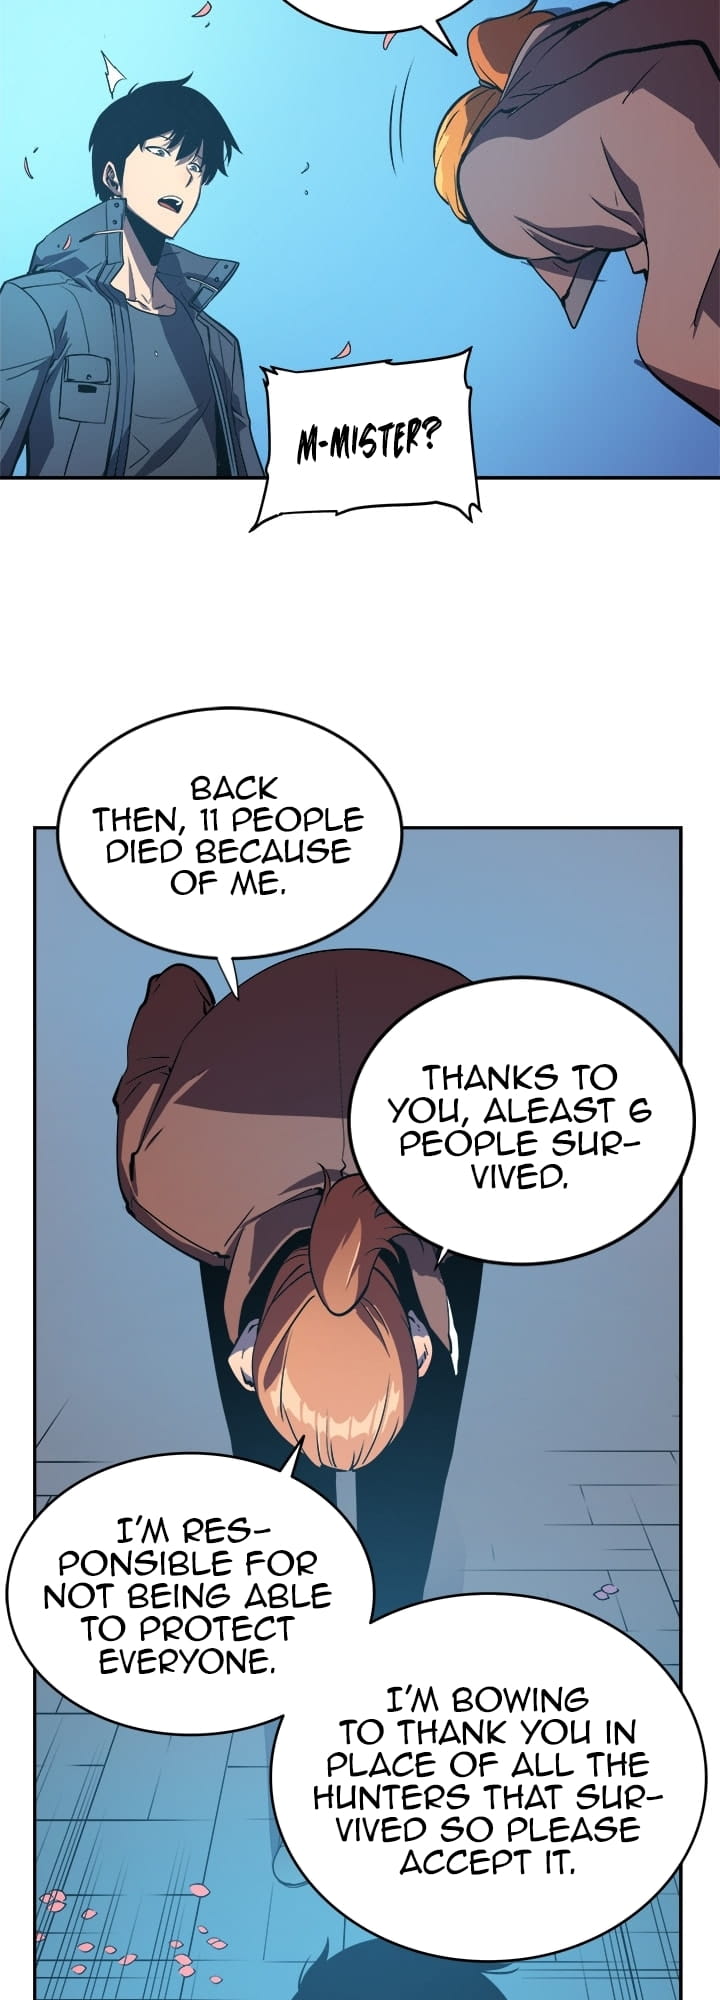 M-MISTER?
BACK
THEN, 11 PEOPLE
DIED BECAUSE
OF ME.
THANKS TO
YOU, ALEAST 6
PEOPLE SUR-
VIVED.
I'M RES-
PONSIBLE FOR
NOT BEING ABLE
TO PROTECT
EVERYONE.
I'M BOWING
TO THANK YOU IN
PLACE OF ALL THE
HUNTERS THAT SUR-
VIVED SO PLEASE
ACCEPT IT.